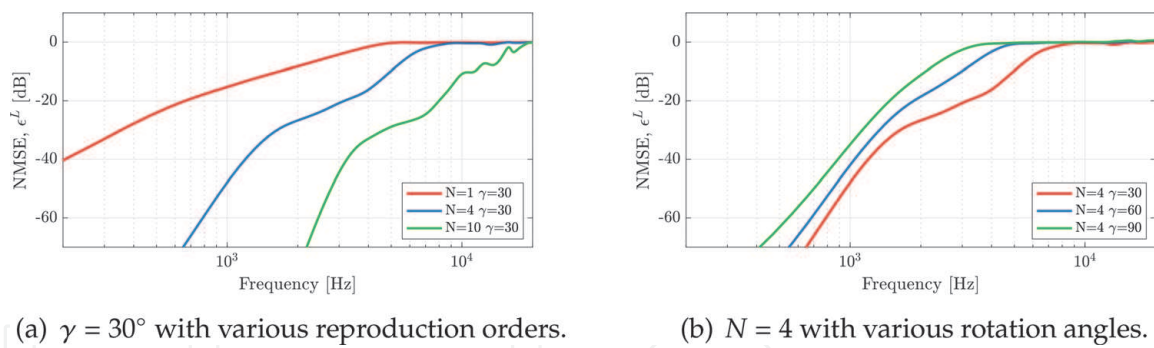 NMSE, ϵ^L [dB]
0
-20
-40
-60
N=1 γ=30
N=4 γ=30
N=10 γ=30
10^3
10^4
Frequency [Hz]
(a) γ = 30° with various reproduction orders.
NMSE, ϵ^L [dB]
0
-20
-40
-60
N=4 γ=30
N=4 γ=60
N=4 γ=90
10^3
10^4
Frequency [Hz]
(b) N = 4 with various rotation angles.